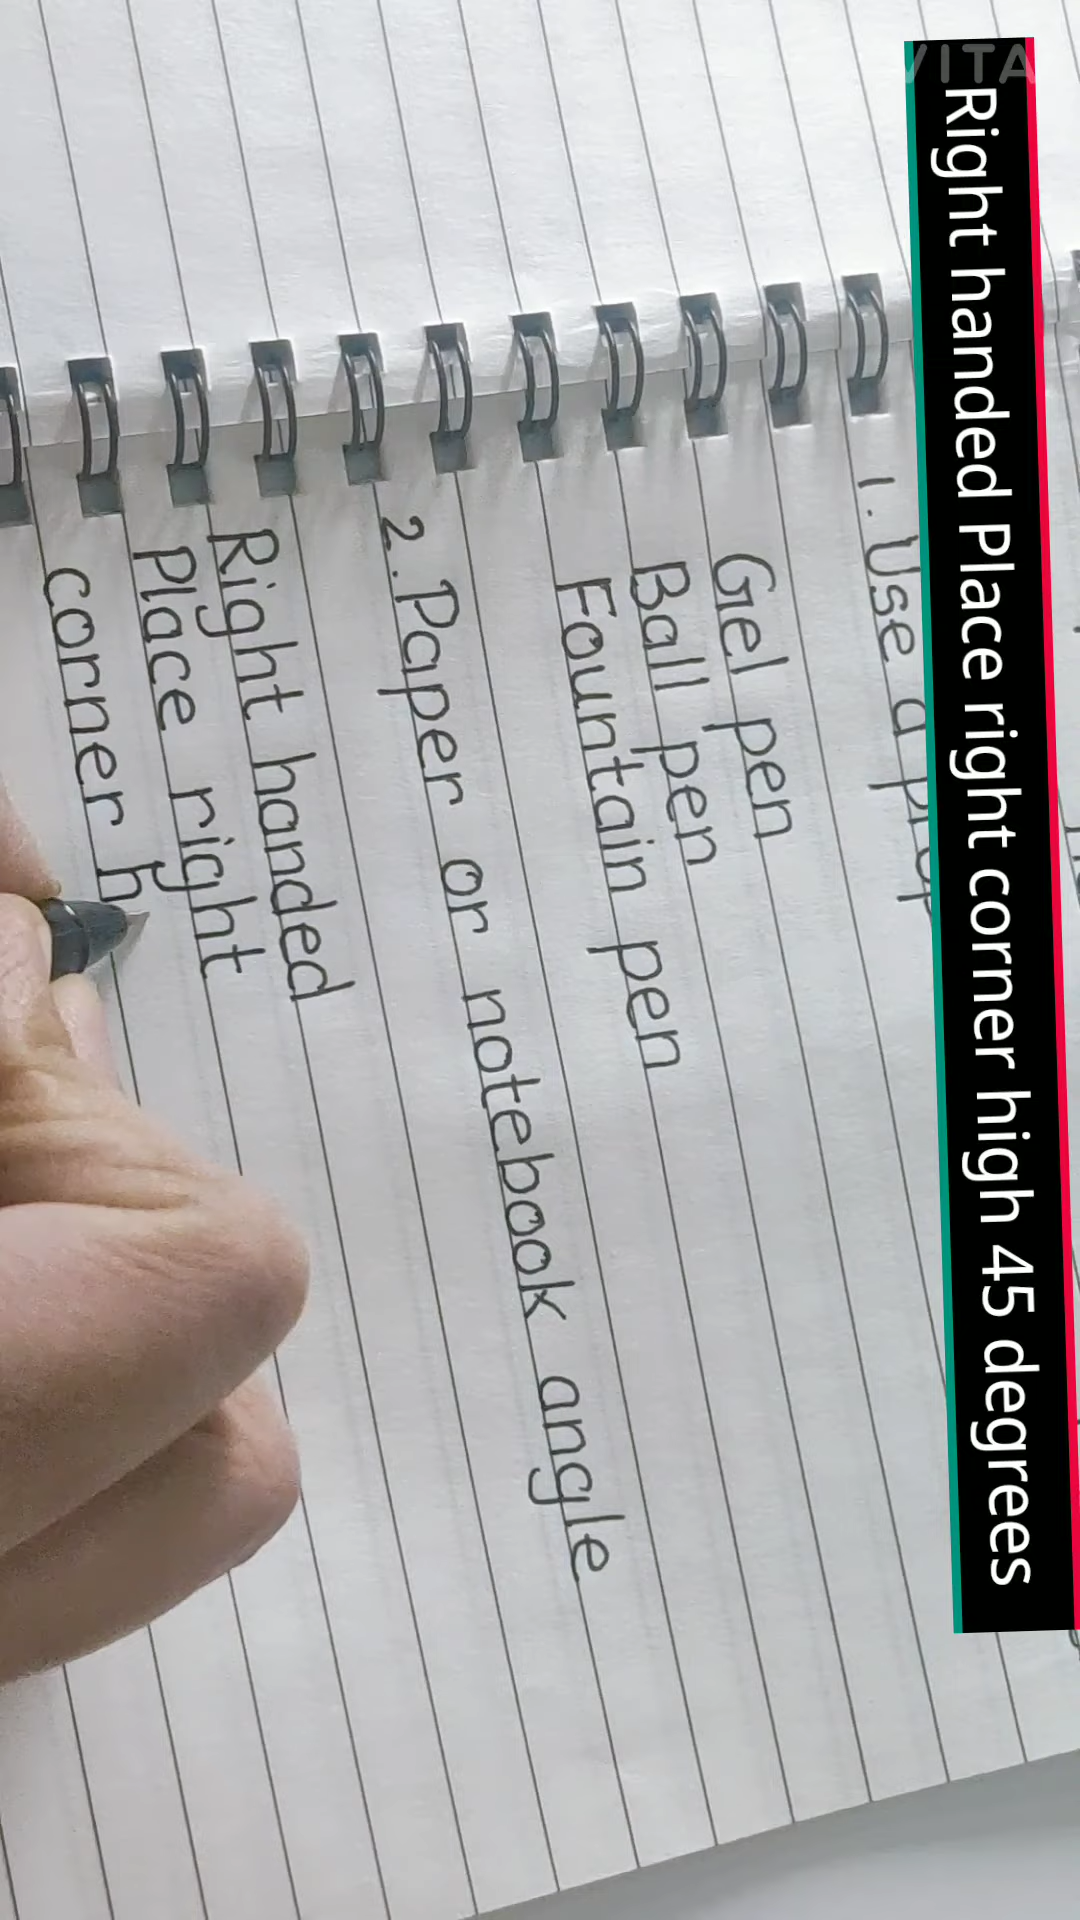 VITA
Right handed Place right corner high 45 degrees
1. Use a
Gel pen
Ball pen
Fountain pen
2. Paper or notebook angle
Right handed
Place right
corner h